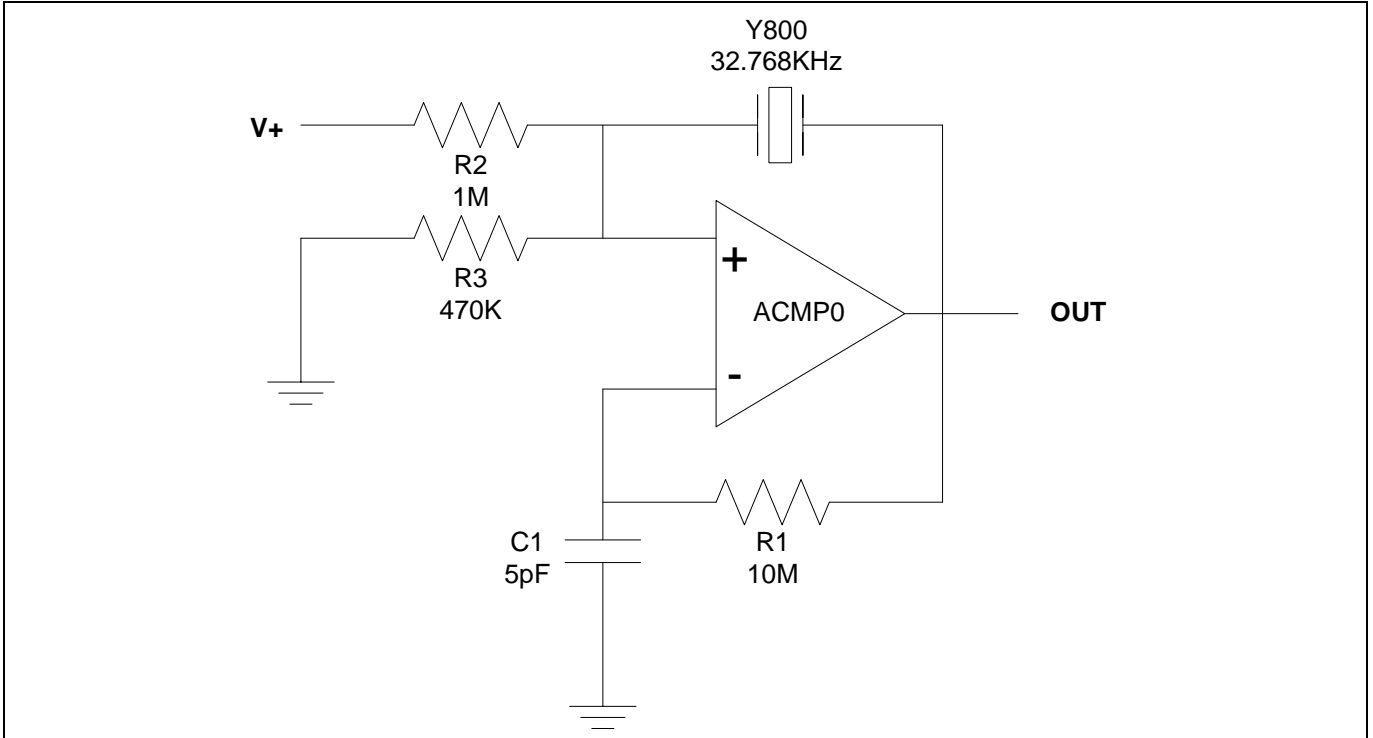 Y800
32.768KHz
V+
R2
1M
R3
470K
+
ACMP0
OUT
-
C1
5pF
R1
10M